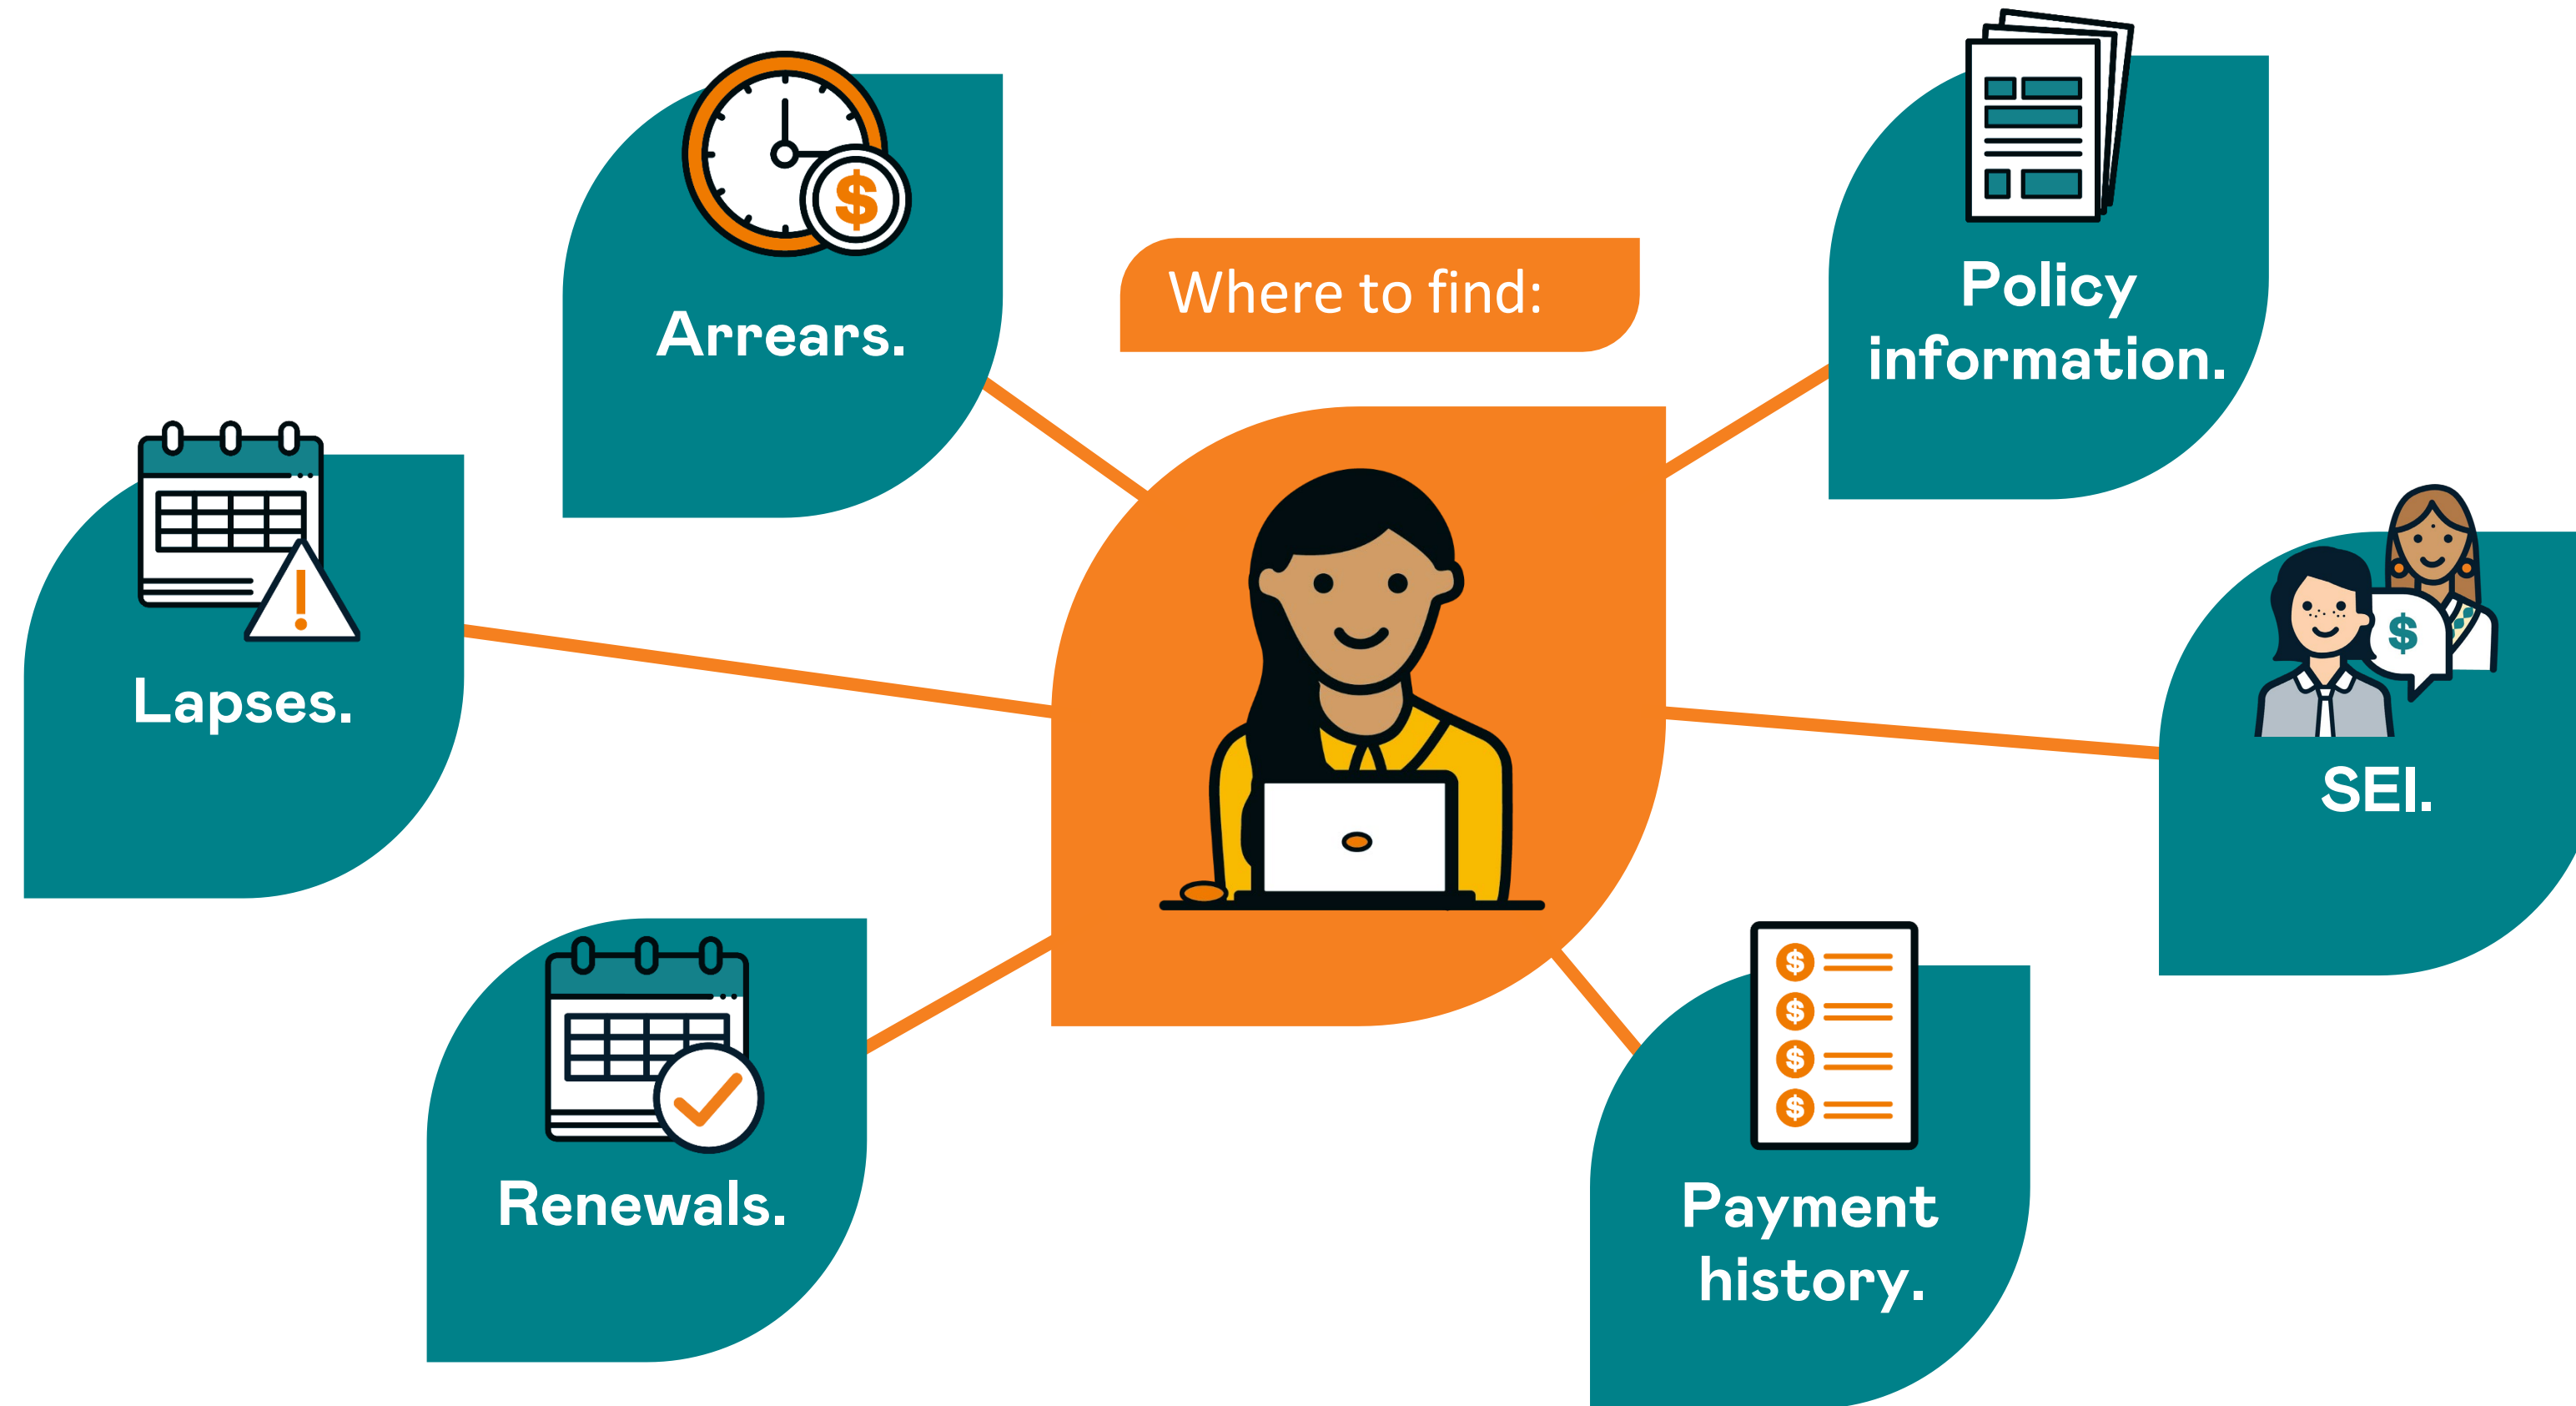 Where to find:
Arrears.
Policy
information.
Lapses.
SEI.
Renewals.
Payment
history.
$
$
$
$
$
$
!